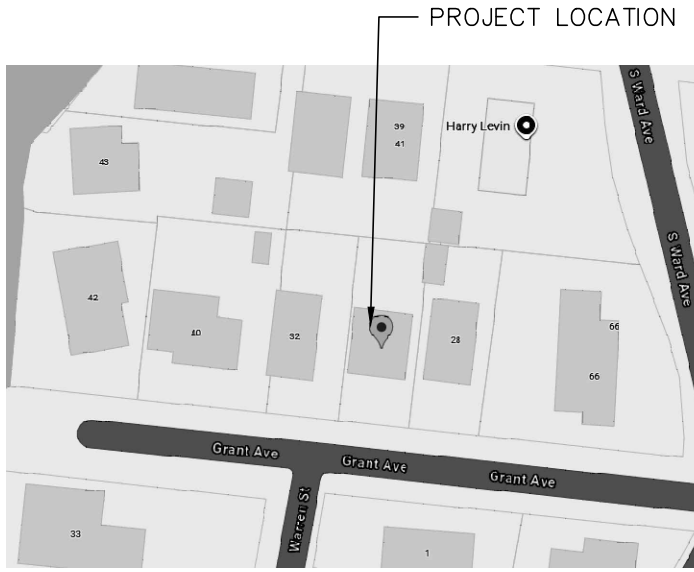 PROJECT LOCATION
S Ward Ave
39
41
Harry Levin
43
S Ward Ave
42
40
32
28
66
66
Grant Ave
Grant Ave
Grant Ave
Warren St
33
1